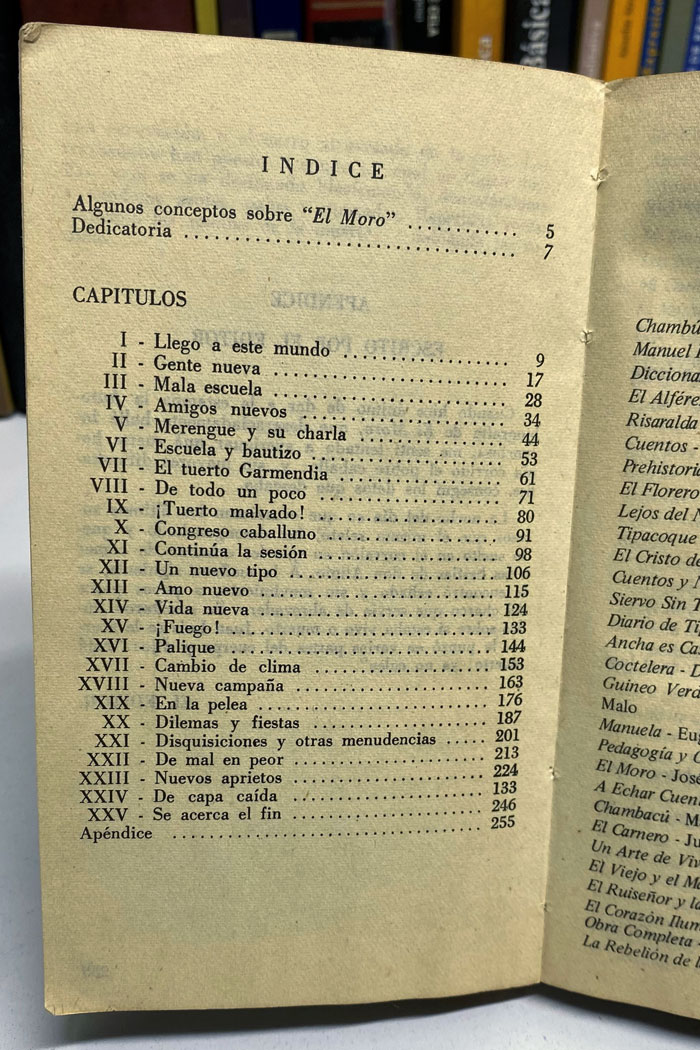 Básica
INDICE
Algunos conceptos sobre "El Moro" ........... 5
Dedicatoria ................................. 7
CAPITULOS
I - Llego a este mundo .................. 9
II - Gente nueva ........................ 17
III - Mala escuela ....................... 28
IV - Amigos nuevos ...................... 34
V - Merengue y su charla ............... 44
VI - Escuela y bautizo .................. 53
VII - El tuerto Garmendia ................ 61
VIII - De todo un poco .................... 71
IX - ¡Tuerto malvado! ................... 80
X - Congreso caballuno ................. 91
XI - Continúa la sesión ................. 98
XII - Un nuevo tipo ...................... 106
XIII - Amo nuevo .......................... 115
XIV - Vida nueva ......................... 124
XV - ¡Fuego! ............................ 133
XVI - Palique ............................ 144
XVII - Cambio de clima .................... 153
XVIII - Nueva campaña ...................... 163
XIX - En la pelea ........................ 176
XX - Dilemas y fiestas .................. 187
XXI - Disquisiciones y otras menudencias ..... 201
XXII - De mal en peor ..................... 213
XXIII - Nuevos aprietos .................... 224
XXIV - De capa caída ...................... 133
XXV - Se acerca el fin ................... 246
Apéndice ................................ 255
Chambú
Manuel
Dicciona
El Alfére
Risaralda
Cuentos -
Prehistoria
El Florero
Lejos del
Tipacoque
El Cristo de
Cuentos y
Siervo Sin
Diario de Ti
Ancha es Ca
Coctelera - D
Guineo Verd
Malo
Manuela - Eu
Pedagogía y
El Moro - José
A Echar Cuen
Chambacú - M
El Carnero - Ju
Un Arte de Viv
El Viejo y el Ma
El Ruiseñor y la
El Corazón Ilum
Obra Completa -
La Rebelión de l